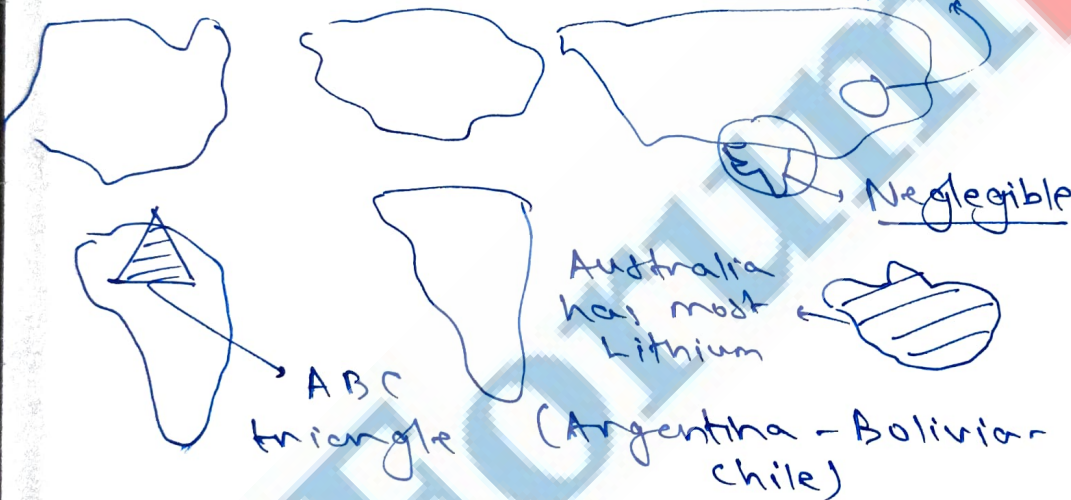 Neglegible
Australia
has most
Lithium
ABC
triangle
(Argentina - Bolivia -
Chile)